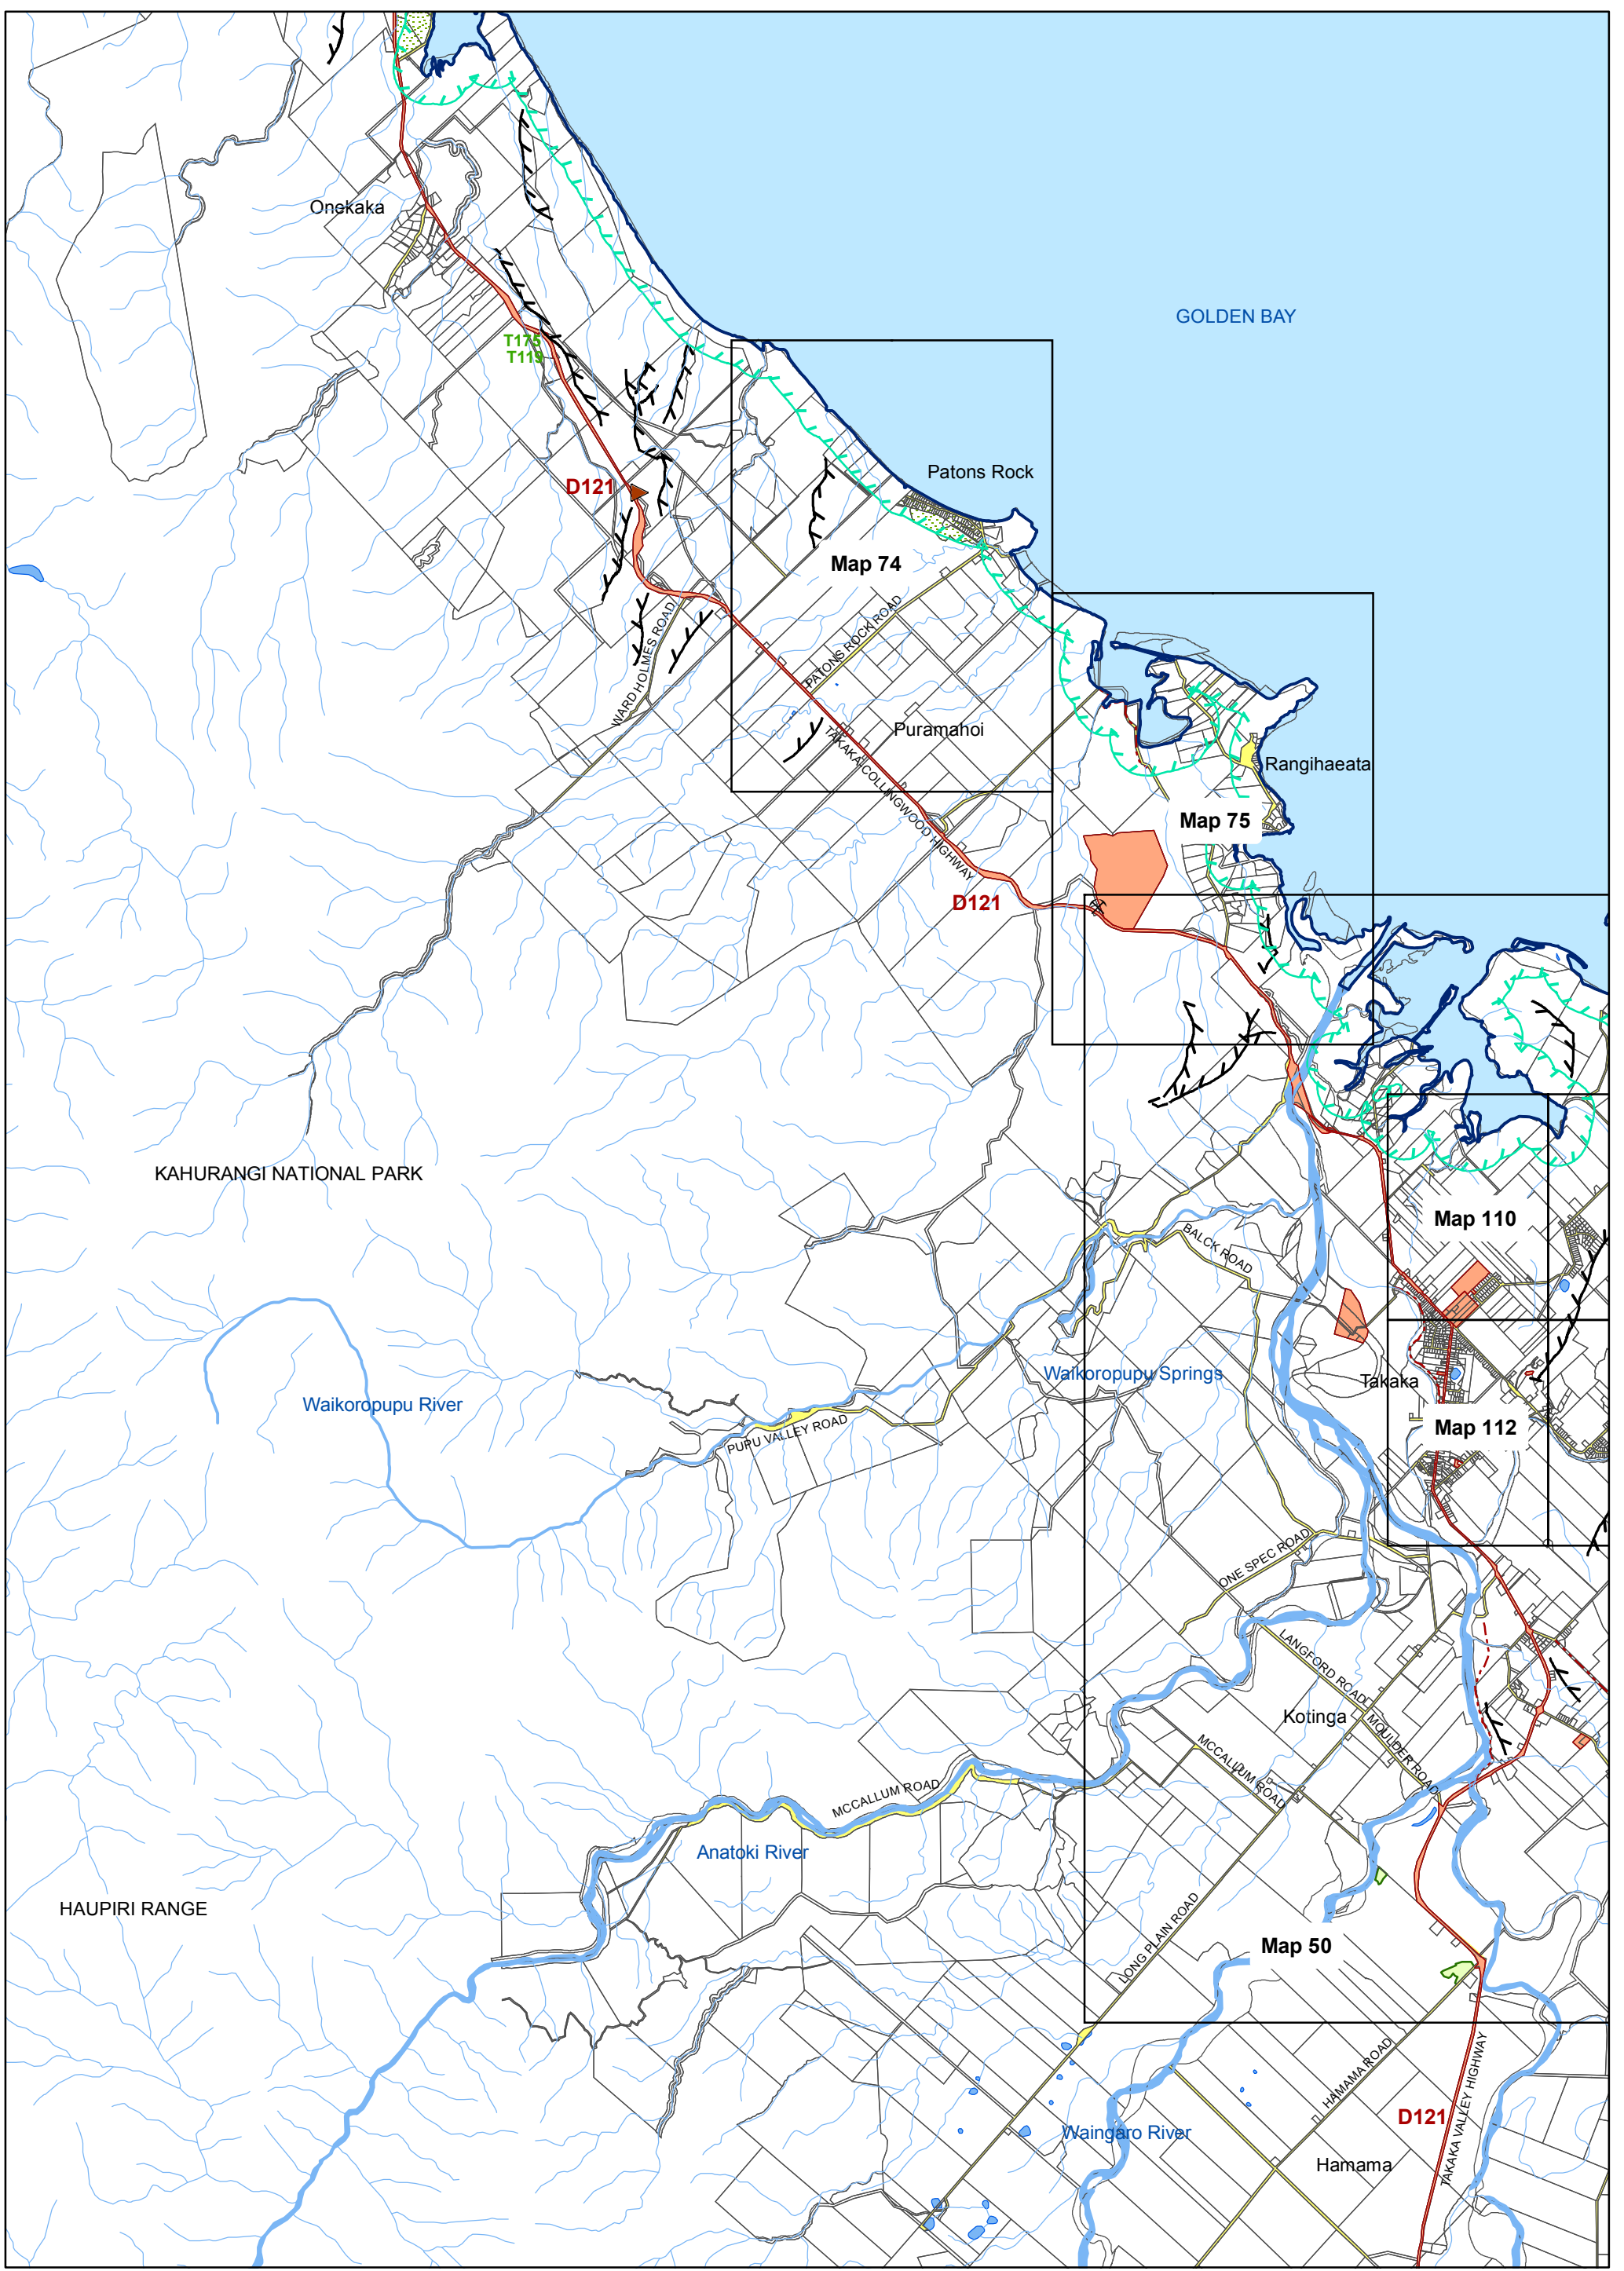 Onekaka
GOLDEN BAY
T175
T119
Patons Rock
D121
Map 74
PATONS ROCK ROAD
WARD HOLMES ROAD
Puramahoi
TAKAKA COLLINGWOOD HIGHWAY
Rangihaeata
Map 75
D121
KAHURANGI NATIONAL PARK
Map 110
BALCK ROAD
Waikoropupu Springs
Takaka
Waikoropupu River
PUPU VALLEY ROAD
Map 112
ONE SPEC ROAD
LANGFORD ROAD
Kotinga
MOULDER ROAD
MCCALLUM ROAD
MCCALLUM ROAD
Anatoki River
HAUPIRI RANGE
LONG PLAIN ROAD
Map 50
HAMAMA ROAD
TAKAKA VALLEY HIGHWAY
D121
Waingaro River
Hamama